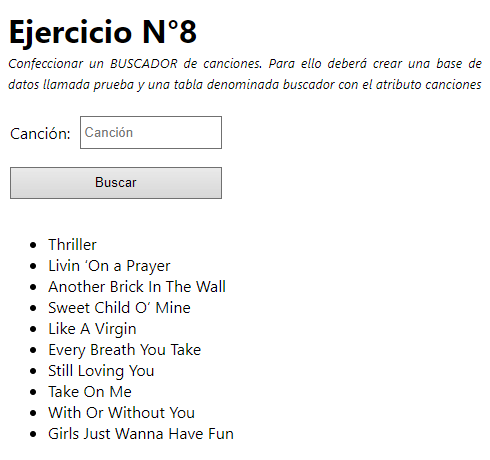 Ejercicio N°8
Confeccionar un BUSCADOR de canciones. Para ello deberá crear una base de
datos llamada prueba y una tabla denominada buscador con el atributo canciones
Canción: Canción
Buscar
• Thriller
• Livin ‘On a Prayer
• Another Brick In The Wall
• Sweet Child O’ Mine
• Like A Virgin
• Every Breath You Take
• Still Loving You
• Take On Me
• With Or Without You
• Girls Just Wanna Have Fun